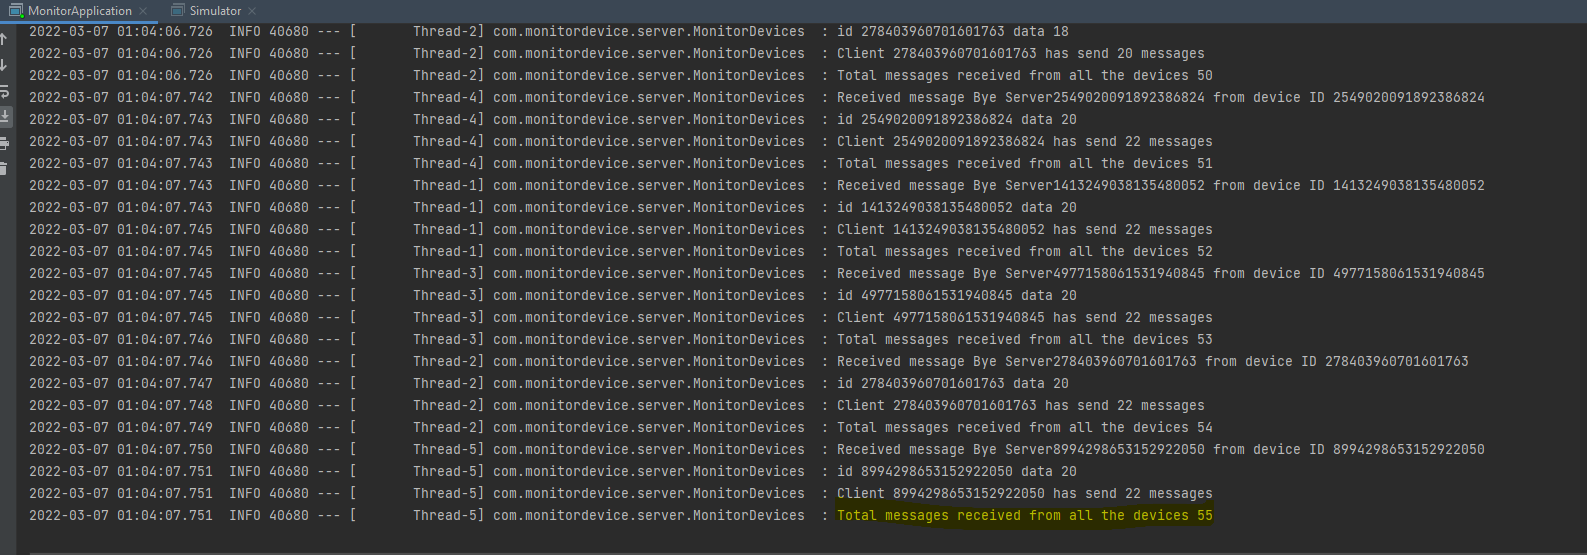 MonitorApplication × Simulator ×
2022-03-07 01:04:06.726 INFO 40680 --- [ Thread-2] com.monitordevice.server.MonitorDevices : id 278403960701601763 data 18
2022-03-07 01:04:06.726 INFO 40680 --- [ Thread-2] com.monitordevice.server.MonitorDevices : Client 278403960701601763 has send 20 messages
2022-03-07 01:04:06.726 INFO 40680 --- [ Thread-2] com.monitordevice.server.MonitorDevices : Total messages received from all the devices 50
2022-03-07 01:04:07.742 INFO 40680 --- [ Thread-4] com.monitordevice.server.MonitorDevices : Received message Bye Server2549020091892386824 from device ID 2549020091892386824
2022-03-07 01:04:07.743 INFO 40680 --- [ Thread-4] com.monitordevice.server.MonitorDevices : id 2549020091892386824 data 20
2022-03-07 01:04:07.743 INFO 40680 --- [ Thread-4] com.monitordevice.server.MonitorDevices : Client 2549020091892386824 has send 22 messages
2022-03-07 01:04:07.743 INFO 40680 --- [ Thread-4] com.monitordevice.server.MonitorDevices : Total messages received from all the devices 51
2022-03-07 01:04:07.743 INFO 40680 --- [ Thread-1] com.monitordevice.server.MonitorDevices : Received message Bye Server1413249038135480052 from device ID 1413249038135480052
2022-03-07 01:04:07.743 INFO 40680 --- [ Thread-1] com.monitordevice.server.MonitorDevices : id 1413249038135480052 data 20
2022-03-07 01:04:07.745 INFO 40680 --- [ Thread-1] com.monitordevice.server.MonitorDevices : Client 1413249038135480052 has send 22 messages
2022-03-07 01:04:07.745 INFO 40680 --- [ Thread-1] com.monitordevice.server.MonitorDevices : Total messages received from all the devices 52
2022-03-07 01:04:07.745 INFO 40680 --- [ Thread-3] com.monitordevice.server.MonitorDevices : Received message Bye Server4977158061531940845 from device ID 4977158061531940845
2022-03-07 01:04:07.745 INFO 40680 --- [ Thread-3] com.monitordevice.server.MonitorDevices : id 4977158061531940845 data 20
2022-03-07 01:04:07.745 INFO 40680 --- [ Thread-3] com.monitordevice.server.MonitorDevices : Client 4977158061531940845 has send 22 messages
2022-03-07 01:04:07.746 INFO 40680 --- [ Thread-3] com.monitordevice.server.MonitorDevices : Total messages received from all the devices 53
2022-03-07 01:04:07.746 INFO 40680 --- [ Thread-2] com.monitordevice.server.MonitorDevices : Received message Bye Server278403960701601763 from device ID 278403960701601763
2022-03-07 01:04:07.747 INFO 40680 --- [ Thread-2] com.monitordevice.server.MonitorDevices : id 278403960701601763 data 20
2022-03-07 01:04:07.748 INFO 40680 --- [ Thread-2] com.monitordevice.server.MonitorDevices : Client 278403960701601763 has send 22 messages
2022-03-07 01:04:07.749 INFO 40680 --- [ Thread-2] com.monitordevice.server.MonitorDevices : Total messages received from all the devices 54
2022-03-07 01:04:07.750 INFO 40680 --- [ Thread-5] com.monitordevice.server.MonitorDevices : Received message Bye Server8994298653152922050 from device ID 8994298653152922050
2022-03-07 01:04:07.751 INFO 40680 --- [ Thread-5] com.monitordevice.server.MonitorDevices : id 8994298653152922050 data 20
2022-03-07 01:04:07.751 INFO 40680 --- [ Thread-5] com.monitordevice.server.MonitorDevices : Client 8994298653152922050 has send 22 messages
2022-03-07 01:04:07.751 INFO 40680 --- [ Thread-5] com.monitordevice.server.MonitorDevices : Total messages received from all the devices 55